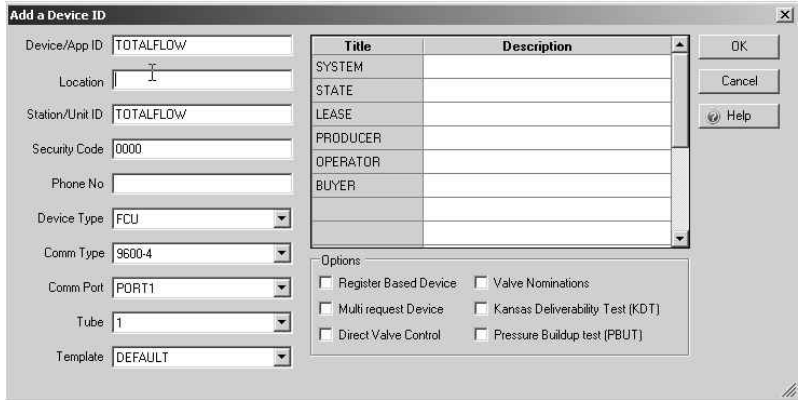 Add a Device ID
Device/App ID TOTALFLOW
Location
Station/Unit ID TOTALFLOW
Security Code 0000
Phone No
Device Type FCU
Comm Type 9600-4
Comm Port PORT1
Tube 1
Template DEFAULT
Title Description
SYSTEM
STATE
LEASE
PRODUCER
OPERATOR
BUYER
Options
Register Based Device Valve Nominations
Multi request Device Kansas Deliverability Test (KDT)
Direct Valve Control Pressure Buildup test (PBUT)
OK
Cancel
Help